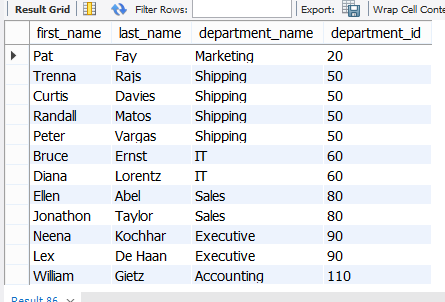 Result Grid Filter Rows: Export: Wrap Cell Conte
first_name last_name department_name department_id
Pat Fay Marketing 20
Trenna Rajs Shipping 50
Curtis Davies Shipping 50
Randall Matos Shipping 50
Peter Vargas Shipping 50
Bruce Ernst IT 60
Diana Lorentz IT 60
Ellen Abel Sales 80
Jonathon Taylor Sales 80
Neena Kochhar Executive 90
Lex De Haan Executive 90
William Gietz Accounting 110
Result 86